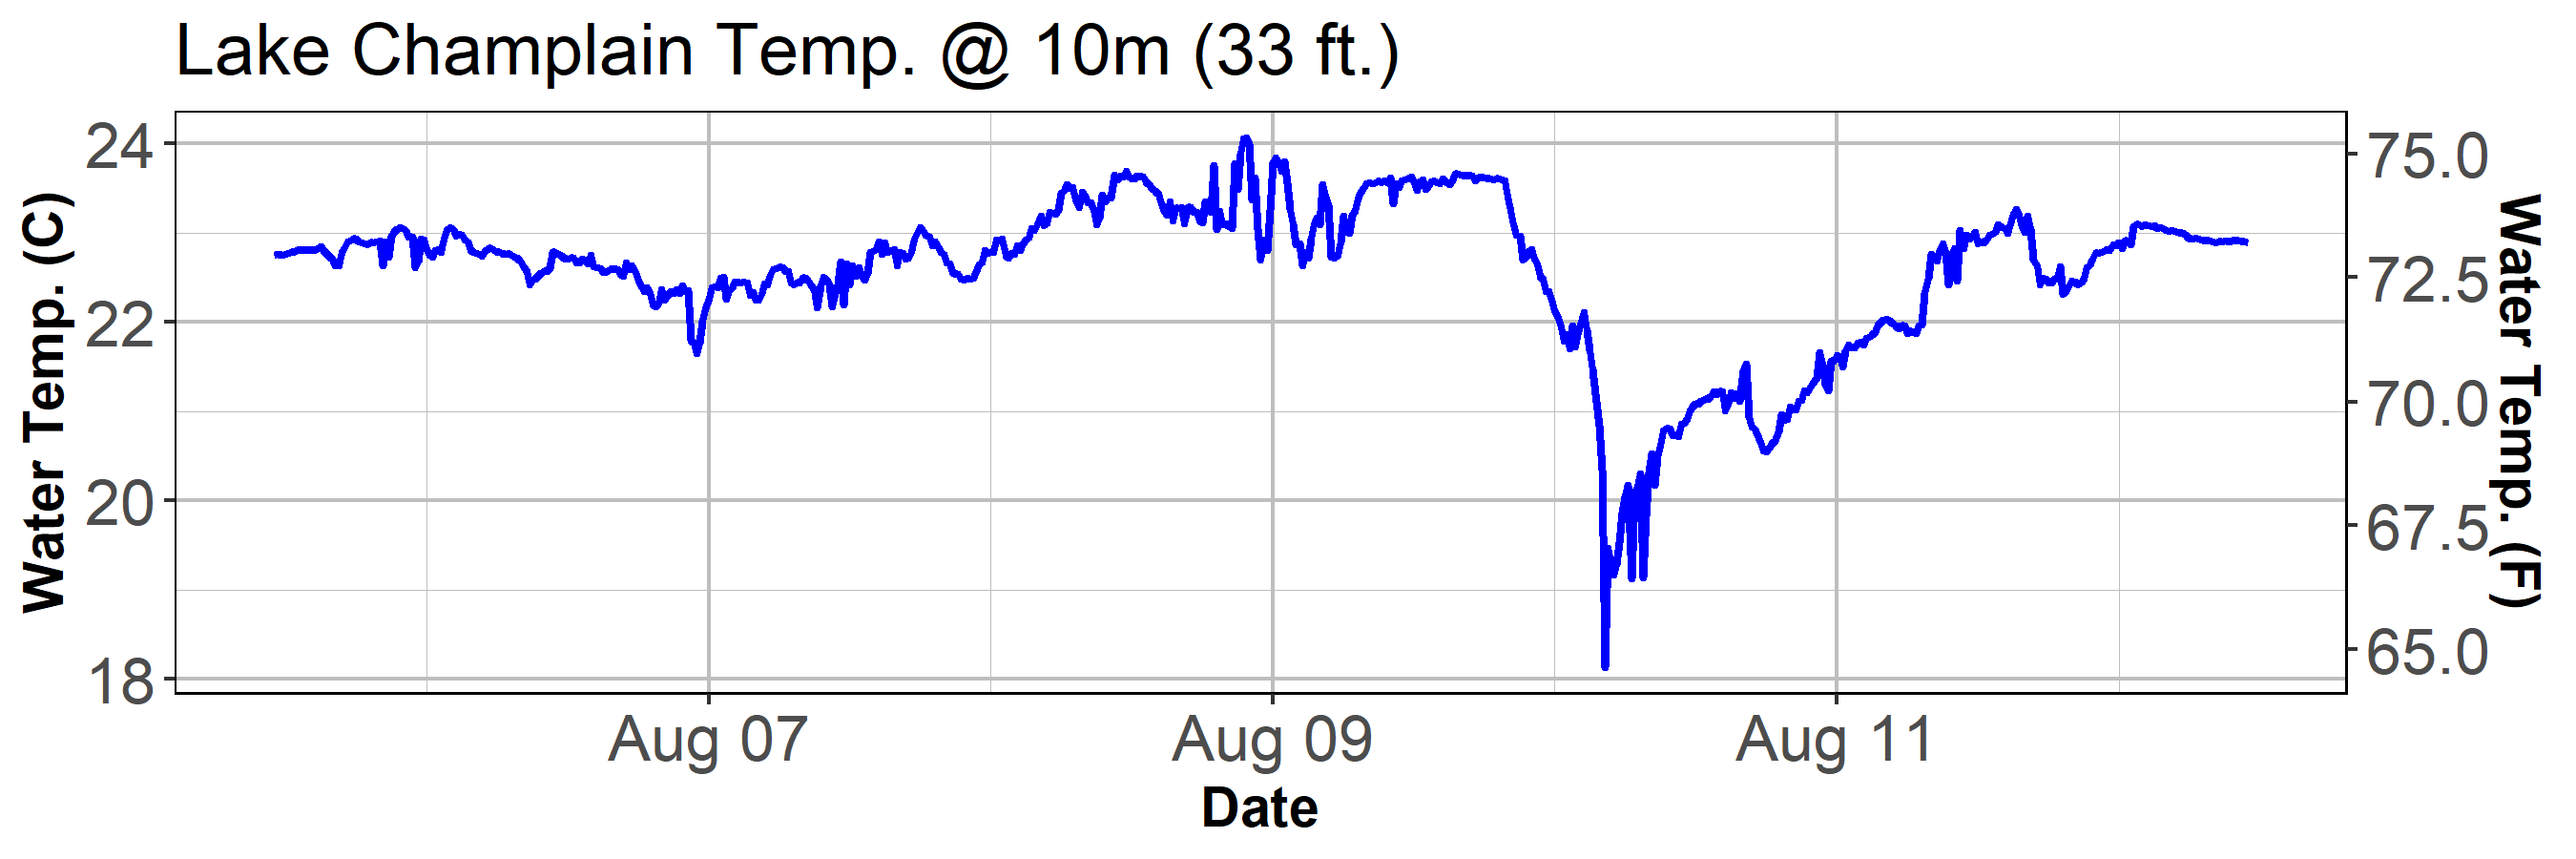 Lake Champlain Temp. @ 10m (33 ft.)
Water Temp. (C)
24
22
20
18
75.0
72.5
70.0
67.5
65.0
Water Temp. (F)
Aug 07
Aug 09
Aug 11
Date